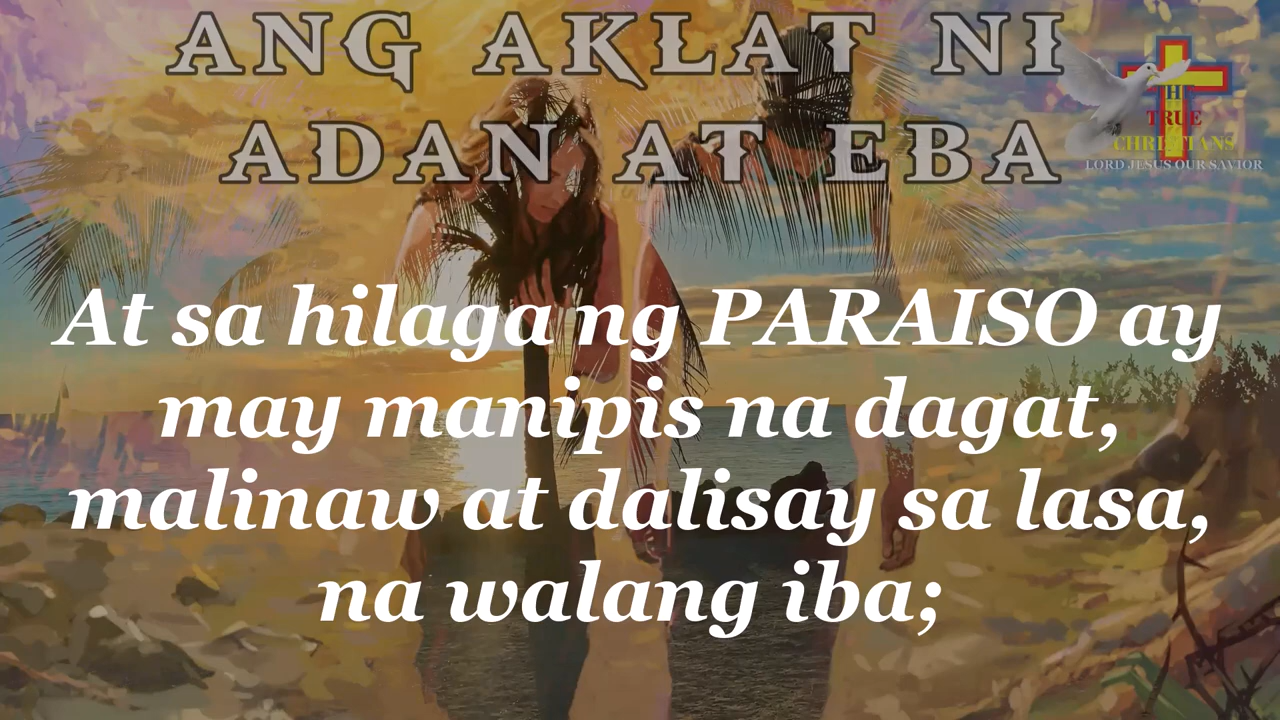 ANG AKLAT NI
ADAN AT EBA
THE
TRUE
CHRISTIANS
LORD JESUS OUR SAVIOR
At sa hilaga ng PARAISO ay
may manipis na dagat,
malinaw at dalisay sa lasa,
na walang iba;